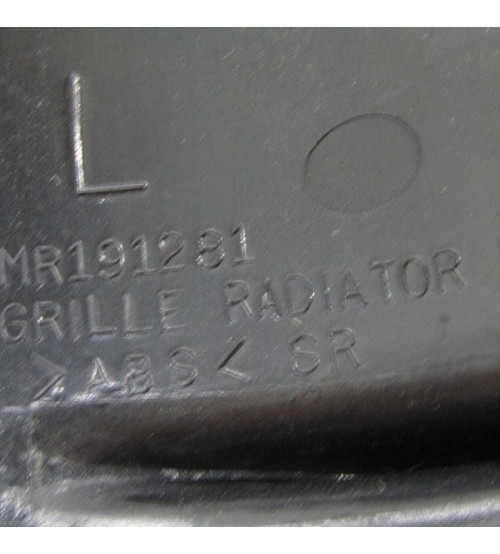 L
MR191281
GRILLE RADIATOR
>ABS< SR